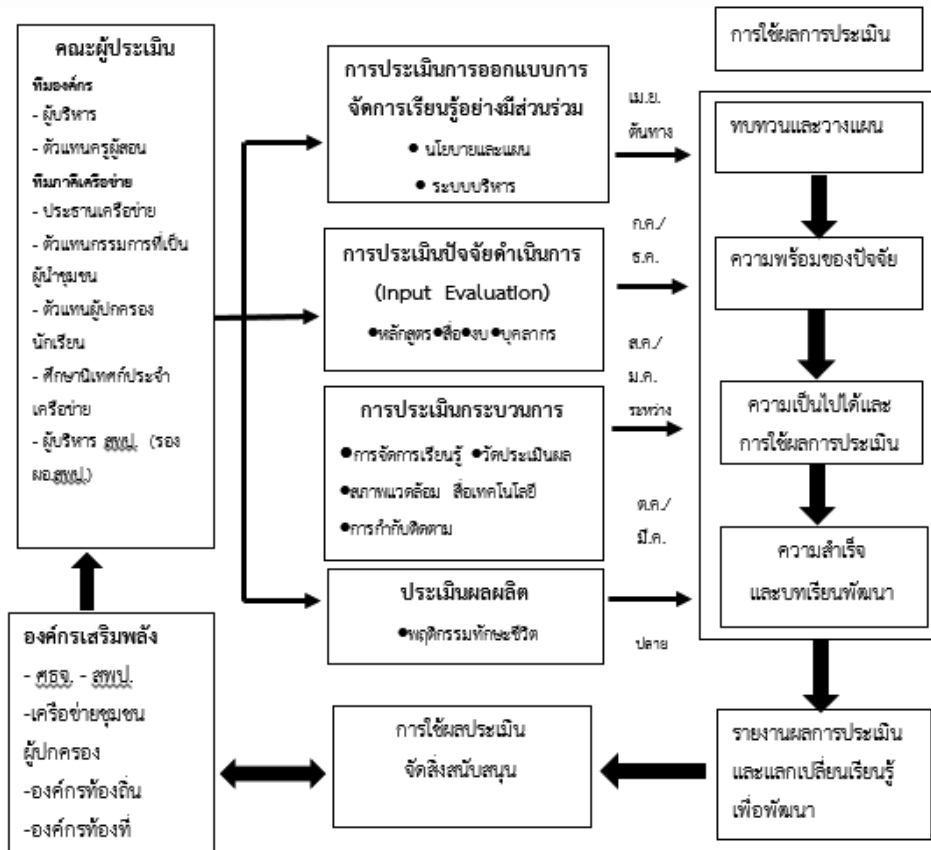 คณะผู้ประเมิน
ทีมองค์กร
- ผู้บริหาร
- ตัวแทนครูผู้สอน
ทีมภาคีเครือข่าย
- ประธานเครือข่าย
- ตัวแทนกรรมการที่เป็น
ผู้นำชุมชน
- ตัวแทนผู้ปกครอง
นักเรียน
- ศึกษานิเทศก์ประจำ
เครือข่าย
- ผู้บริหาร สพป. (รอง
ผอ.สพป.)
องค์กรเสริมพลัง
- ศธจ. - สพป.
-เครือข่ายชุมชน
ผู้ปกครอง
-องค์กรท้องถิ่น
-องค์กรท้องที่
การประเมินการออกแบบการ
จัดการเรียนรู้อย่างมีส่วนร่วม
● นโยบายและแผน
● ระบบบริหาร
การประเมินปัจจัยดำเนินการ
(Input Evaluation)
●หลักสูตร●สื่อ●งบ●บุคลากร
การประเมินกระบวนการ
●การจัดการเรียนรู้ ●วัดประเมินผล
●สภาพแวดล้อม สื่อเทคโนโลยี
●การกำกับติดตาม
ประเมินผลผลิต
●พฤติกรรมทักษะชีวิต
การใช้ผลประเมิน
จัดสิ่งสนับสนุน
เม.ย.
ต้นทาง
ก.ค./
ธ.ค.
ส.ค./
ม.ค.
ระหว่าง
ต.ค./
มี.ค.
ปลาย
การใช้ผลการประเมิน
ทบทวนและวางแผน
ความพร้อมของปัจจัย
ความเป็นไปได้และ
การใช้ผลการประเมิน
ความสำเร็จ
และบทเรียนพัฒนา
รายงานผลการประเมิน
และแลกเปลี่ยนเรียนรู้
เพื่อพัฒนา